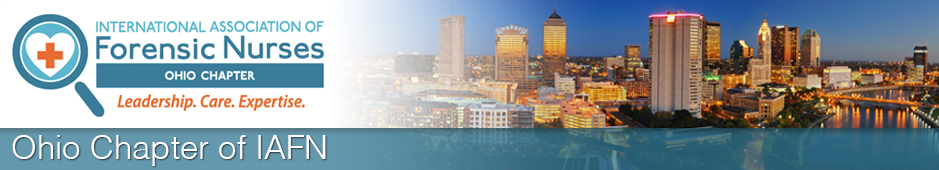 INTERNATIONAL ASSOCIATION OF
Forensic Nurses
OHIO CHAPTER
Leadership. Care. Expertise.
Ohio Chapter of IAFN